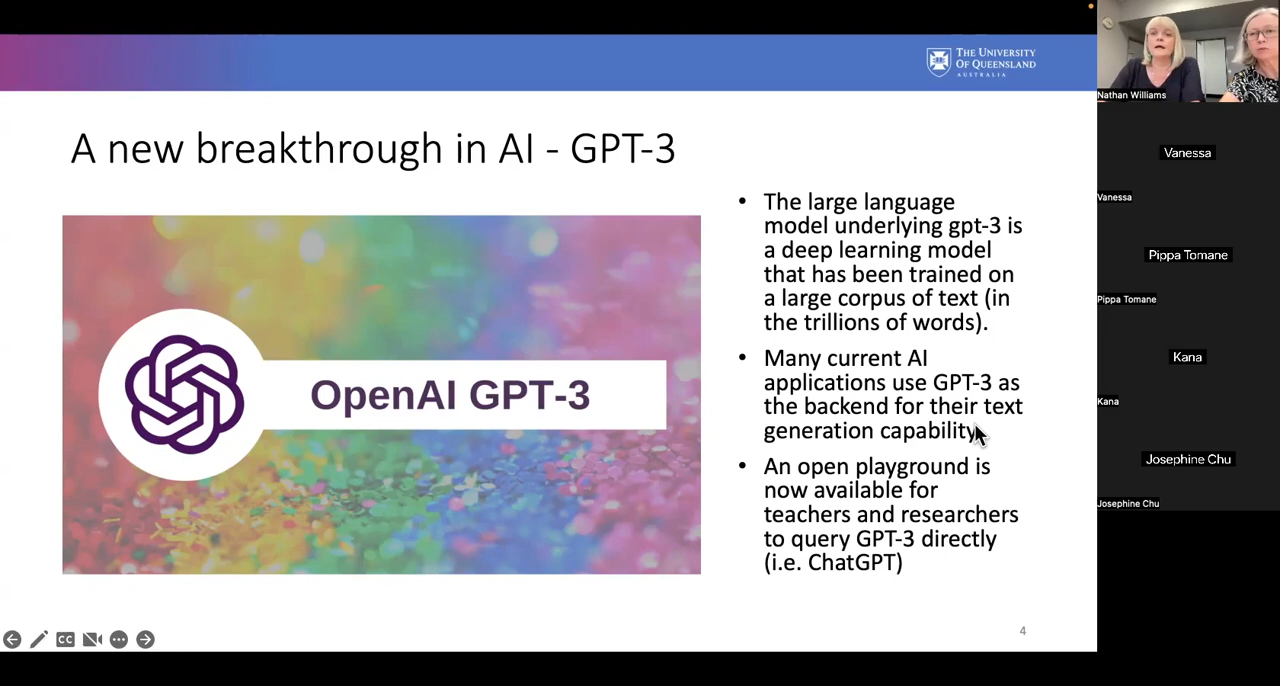 THE UNIVERSITY
OF QUEENSLAND
AUSTRALIA
A new breakthrough in AI - GPT-3
OpenAI GPT-3
• The large language
model underlying gpt-3 is
a deep learning model
that has been trained on
a large corpus of text (in
the trillions of words).
• Many current AI
applications use GPT-3 as
the backend for their text
generation capability
• An open playground is
now available for
teachers and researchers
to query GPT-3 directly
(i.e. ChatGPT)
4
CC
Nathan Williams
Vanessa
Vanessa
Pippa Tomane
Pippa Tomane
Kana
Kana
Josephine Chu
Josephine Chu